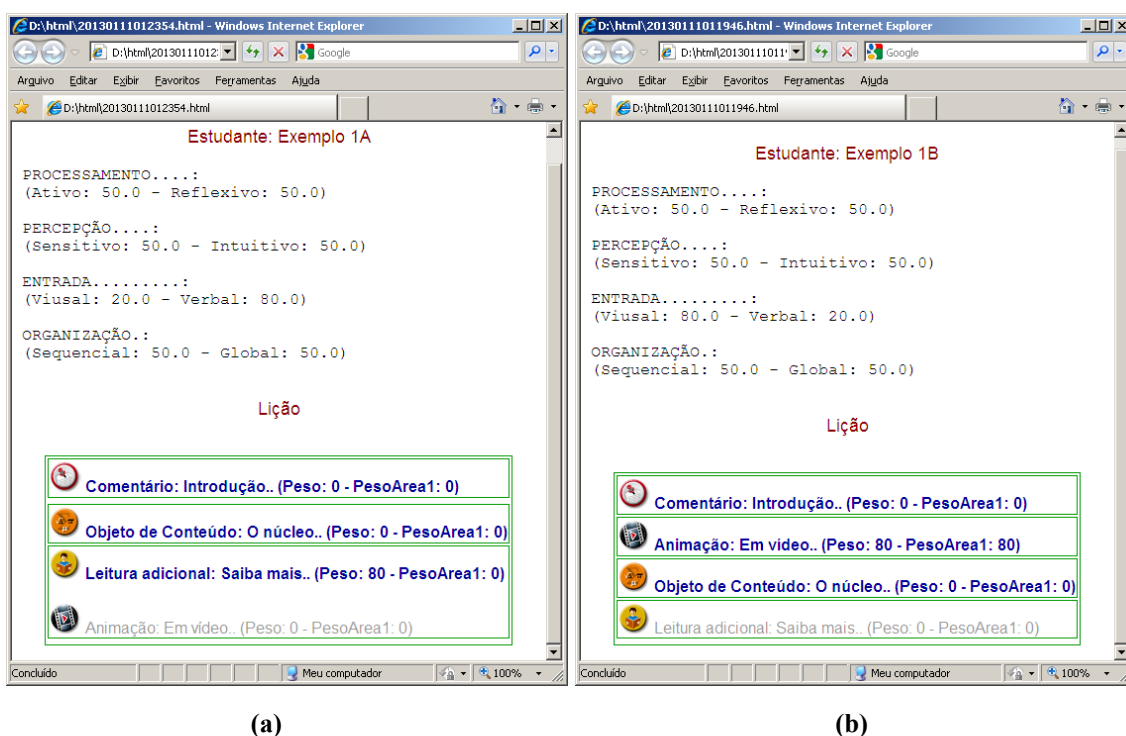 D:\html\20130111012354.html - Windows Internet Explorer
D:\html\20130111012
Google
Arquivo Editar Exibir Favoritos Ferramentas Ajuda
D:\html\20130111012354.html
Estudante: Exemplo 1A
PROCESSAMENTO....:
(Ativo: 50.0 - Reflexivo: 50.0)
PERCEPÇÃO....:
(Sensitivo: 50.0 - Intuitivo: 50.0)
ENTRADA.........:
(Viusal: 20.0 - Verbal: 80.0)
ORGANIZAÇÃO.:
(Sequencial: 50.0 - Global: 50.0)
Lição
Comentário: Introdução.. (Peso: 0 - PesoArea1: 0)
Objeto de Conteúdo: O núcleo.. (Peso: 0 - PesoArea1: 0)
Leitura adicional: Saiba mais.. (Peso: 80 - PesoArea1: 0)
Animação: Em vídeo.. (Peso: 0 - PesoArea1: 0)
Concluído
Meu computador
100%
(a)
D:\html\20130111011946.html - Windows Internet Explorer
D:\html\20130111011
Google
Arquivo Editar Exibir Favoritos Ferramentas Ajuda
D:\html\20130111011946.html
Estudante: Exemplo 1B
PROCESSAMENTO....:
(Ativo: 50.0 - Reflexivo: 50.0)
PERCEPÇÃO....:
(Sensitivo: 50.0 - Intuitivo: 50.0)
ENTRADA.........:
(Viusal: 80.0 - Verbal: 20.0)
ORGANIZAÇÃO.:
(Sequencial: 50.0 - Global: 50.0)
Lição
Comentário: Introdução.. (Peso: 0 - PesoArea1: 0)
Animação: Em vídeo.. (Peso: 80 - PesoArea1: 80)
Objeto de Conteúdo: O núcleo.. (Peso: 0 - PesoArea1: 0)
Leitura adicional: Saiba mais.. (Peso: 0 - PesoArea1: 0)
Concluído
Meu computador
100%
(b)